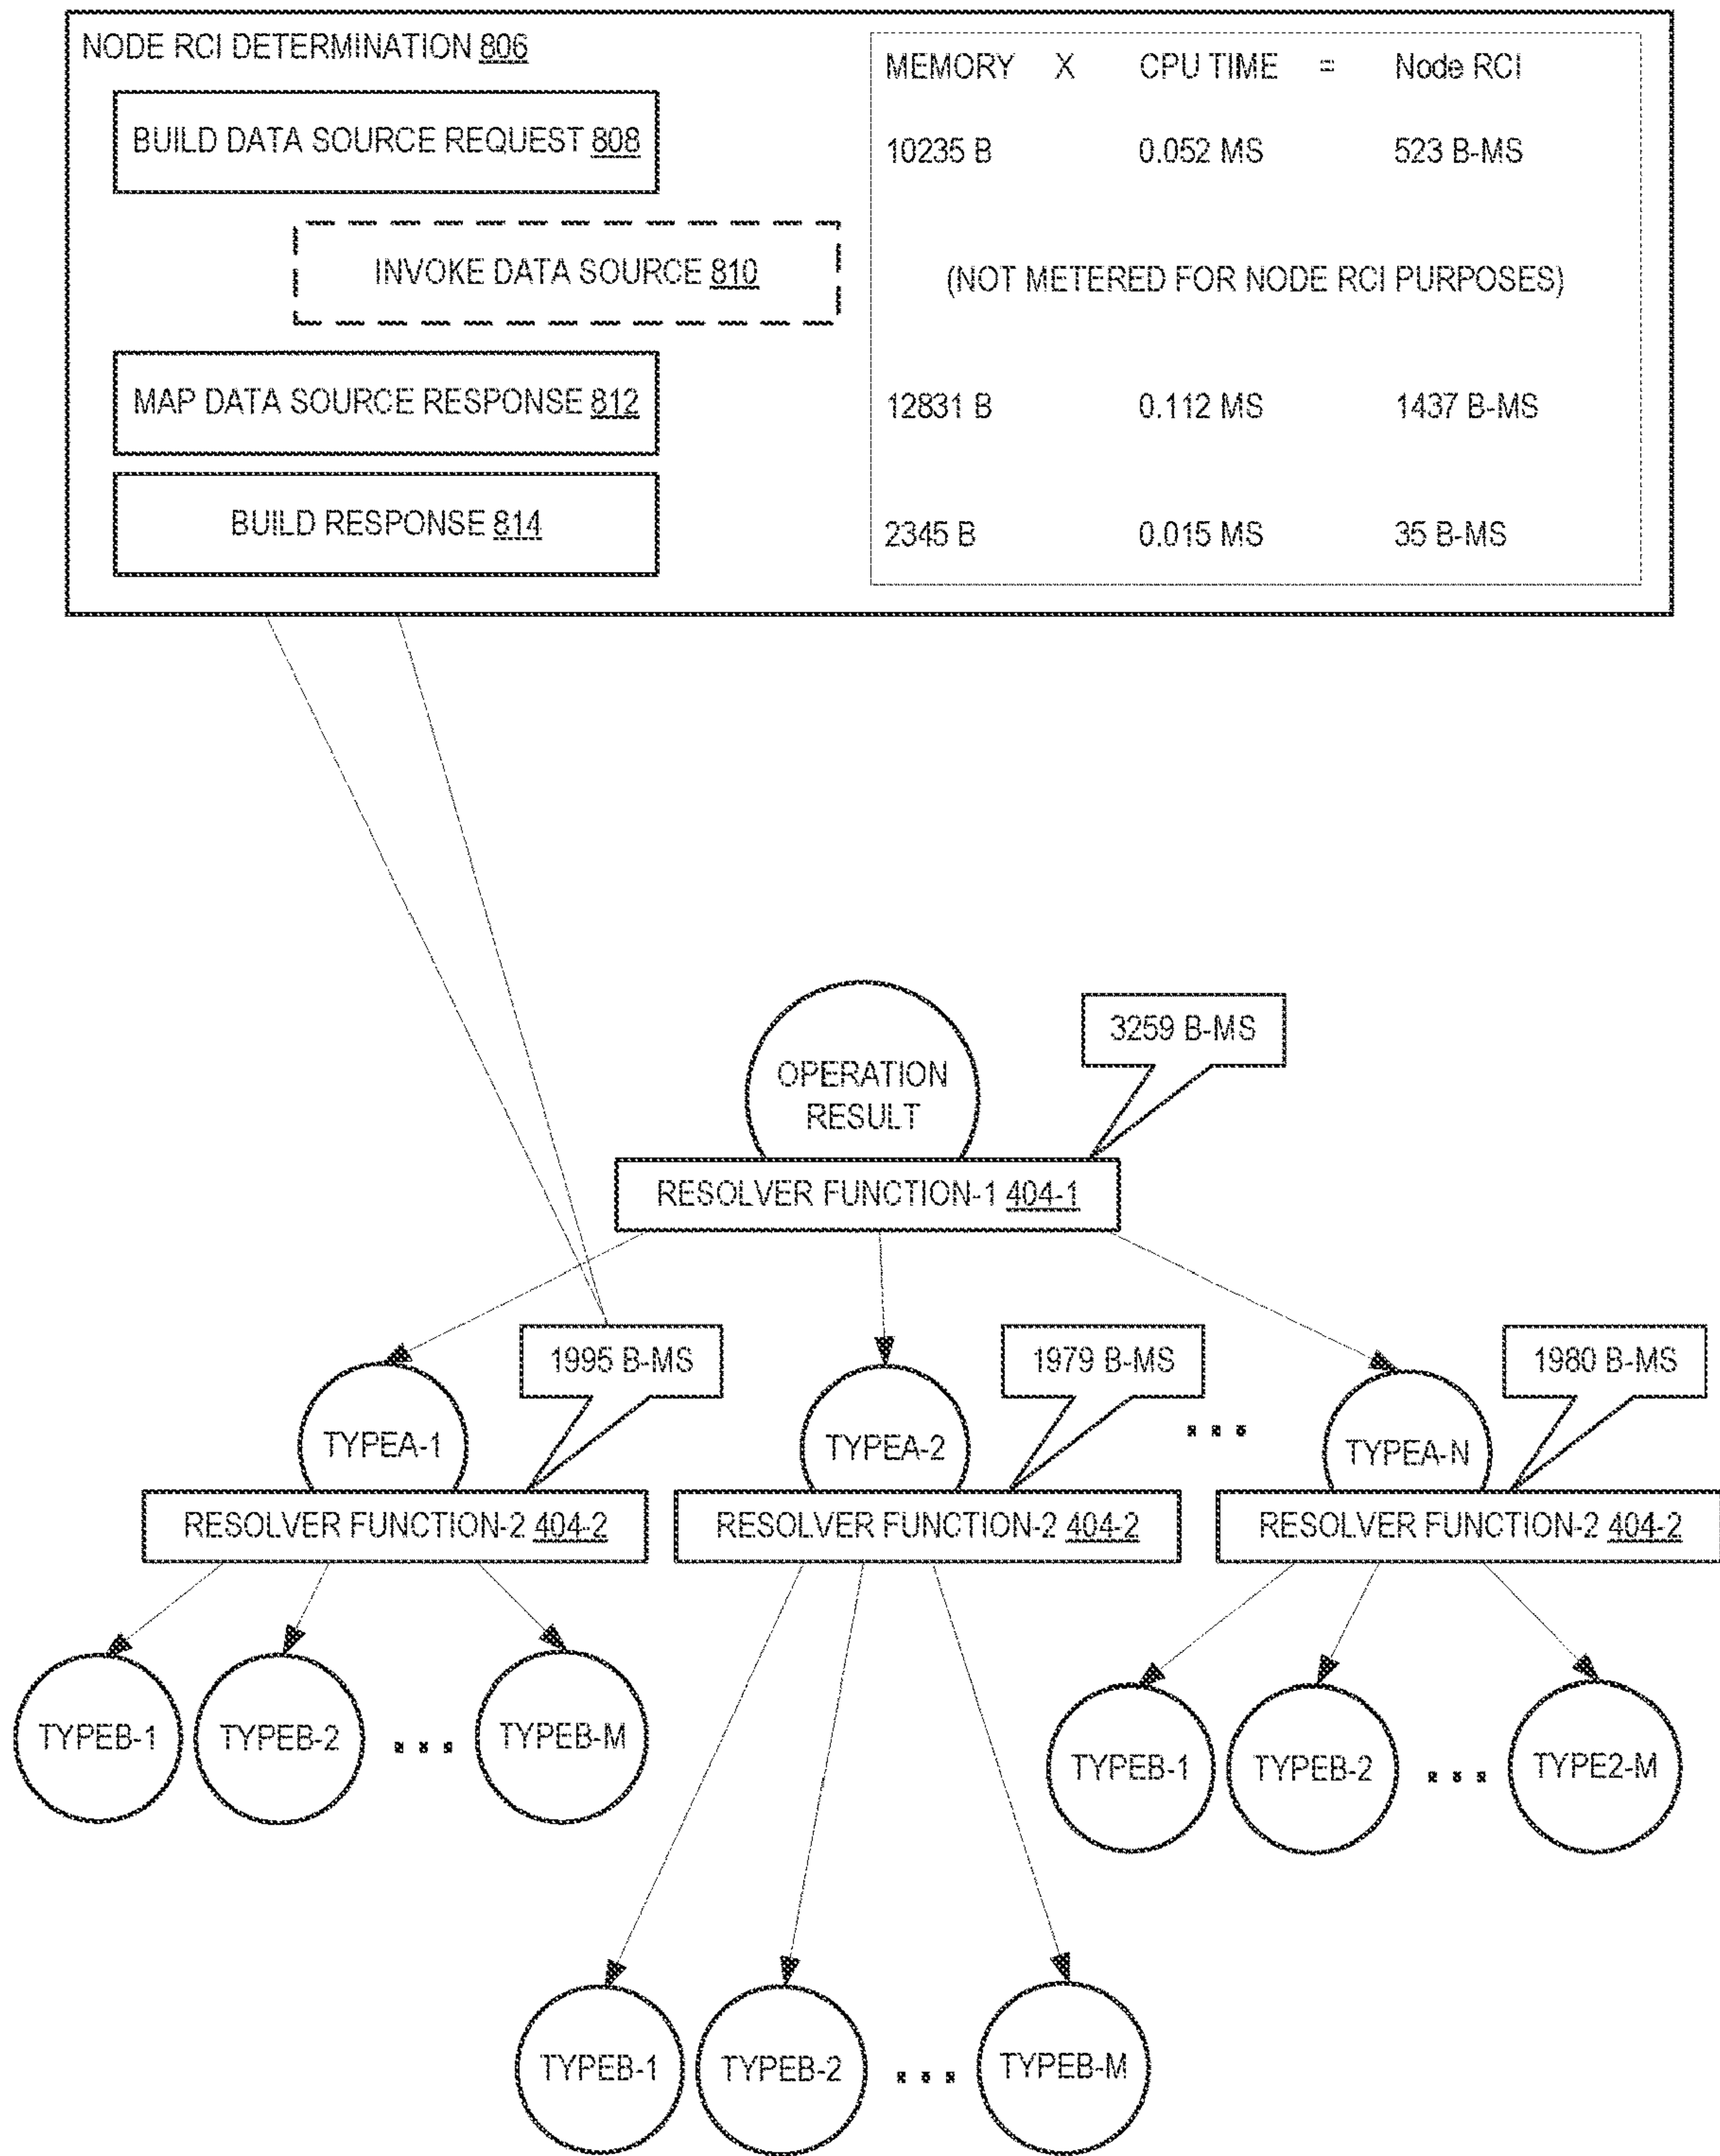 NODE RCI DETERMINATION 806
MEMORY X CPU TIME = Node RCI
BUILD DATA SOURCE REQUEST 808
10235 B 0.052 MS 523 B-MS
INVOKE DATA SOURCE 810
(NOT METERED FOR NODE RCI PURPOSES)
MAP DATA SOURCE RESPONSE 812
12831 B 0.112 MS 1437 B-MS
BUILD RESPONSE 814
2345 B 0.015 MS 35 B-MS
3259 B-MS
OPERATION
RESULT
RESOLVER FUNCTION-1 404-1
1995 B-MS
1979 B-MS
1980 B-MS
TYPEA-1
TYPEA-2
...
TYPEA-N
RESOLVER FUNCTION-2 404-2
RESOLVER FUNCTION-2 404-2
RESOLVER FUNCTION-2 404-2
TYPEB-1
TYPEB-2
...
TYPEB-M
TYPEB-1
TYPEB-2
...
TYPE2-M
TYPEB-1
TYPEB-2
...
TYPEB-M